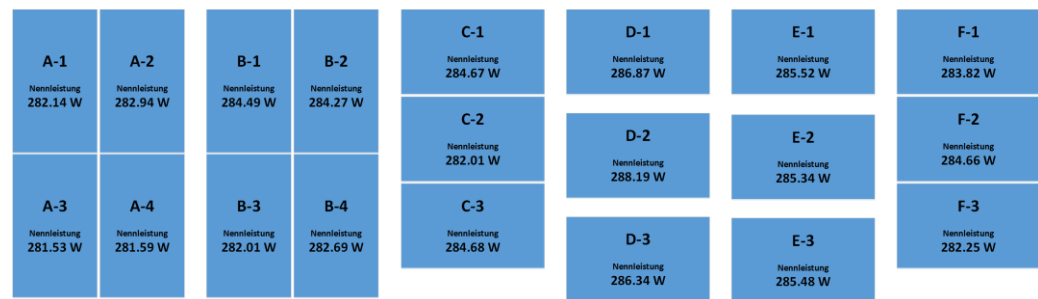 A-1
Nennleistung
282.14 W
A-2
Nennleistung
282.94 W
A-3
Nennleistung
281.53 W
A-4
Nennleistung
281.59 W
B-1
Nennleistung
284.49 W
B-2
Nennleistung
284.27 W
B-3
Nennleistung
282.01 W
B-4
Nennleistung
282.69 W
C-1
Nennleistung
284.67 W
C-2
Nennleistung
282.01 W
C-3
Nennleistung
284.68 W
D-1
Nennleistung
286.87 W
D-2
Nennleistung
288.19 W
D-3
Nennleistung
286.34 W
E-1
Nennleistung
285.52 W
E-2
Nennleistung
285.34 W
E-3
Nennleistung
285.48 W
F-1
Nennleistung
283.82 W
F-2
Nennleistung
284.66 W
F-3
Nennleistung
282.25 W